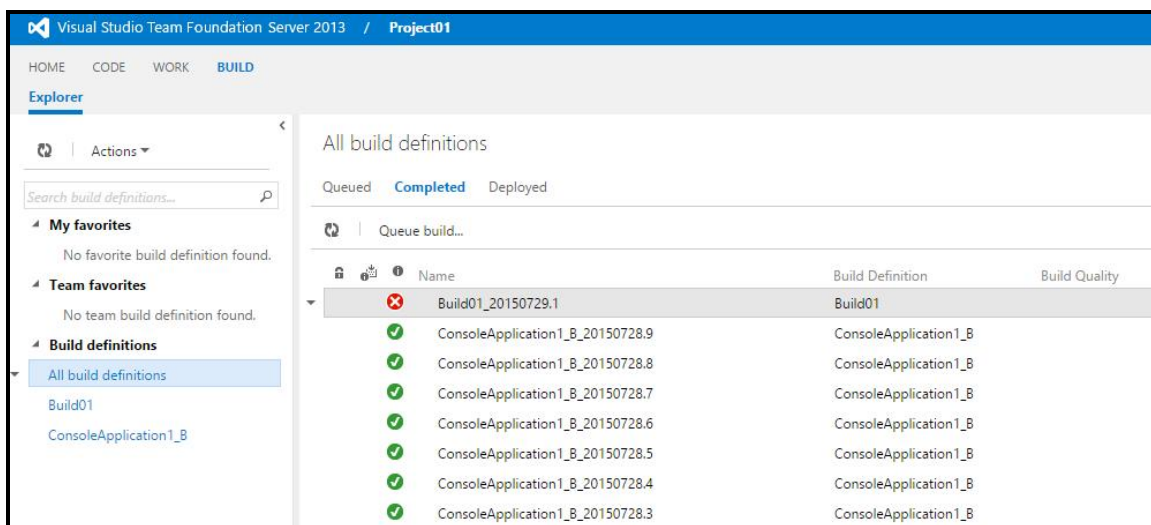 Visual Studio Team Foundation Server 2013 / Project01
HOME CODE WORK BUILD
Explorer
Actions
Search build definitions...
My favorites
No favorite build definition found.
Team favorites
No team build definition found.
Build definitions
All build definitions
Build01
ConsoleApplication1_B
All build definitions
Queued Completed Deployed
Queue build...
Name Build Definition Build Quality
Build01_20150729.1 Build01
ConsoleApplication1_B_20150728.9 ConsoleApplication1_B
ConsoleApplication1_B_20150728.8 ConsoleApplication1_B
ConsoleApplication1_B_20150728.7 ConsoleApplication1_B
ConsoleApplication1_B_20150728.6 ConsoleApplication1_B
ConsoleApplication1_B_20150728.5 ConsoleApplication1_B
ConsoleApplication1_B_20150728.4 ConsoleApplication1_B
ConsoleApplication1_B_20150728.3 ConsoleApplication1_B